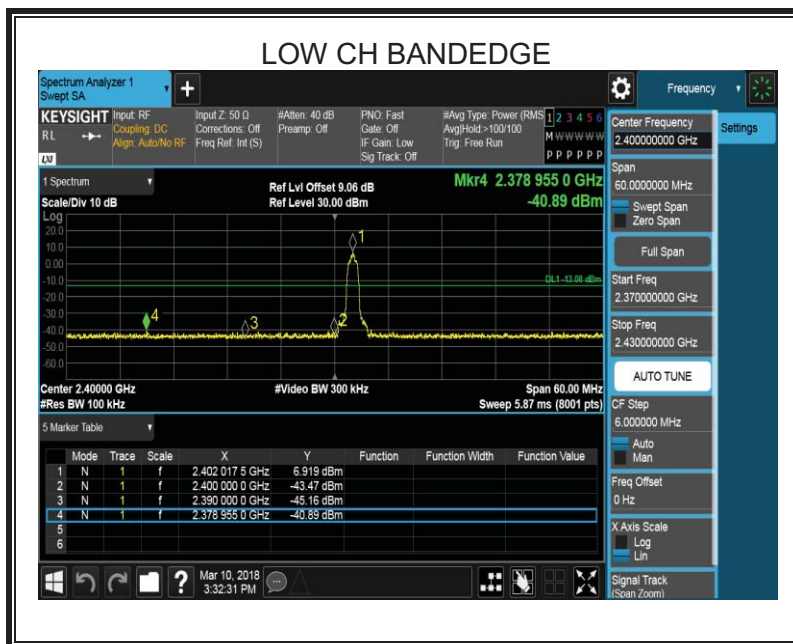 LOW CH BANDEDGE
Spectrum Analyzer 1
Swept SA
+
Frequency
Settings
KEYSIGHT
RL
LXI
Input: RF
Coupling: DC
Align: Auto/No RF
Input Z: 50 Ω
Corrections: Off
Freq Ref: Int (S)
#Atten: 40 dB
Preamp: Off
PNO: Fast
Gate: Off
IF Gain: Low
Sig Track: Off
#Avg Type: Power (RMS
Avg|Hold:>100/100
Trig: Free Run
1 2 3 4 5 6
M W W W W W
P P P P P P
1 Spectrum
Scale/Div 10 dB
Ref Lvl Offset 9.06 dB
Ref Level 30.00 dBm
Mkr4 2.378 955 0 GHz
-40.89 dBm
Log
20.0
10.0
0.00
-10.0
-20.0
-30.0
-40.0
-50.0
-60.0
1
2
3
4
DL1 -13.08 dBm
Center 2.40000 GHz
#Res BW 100 kHz
#Video BW 300 kHz
Span 60.00 MHz
Sweep 5.87 ms (8001 pts)
5 Marker Table
Mode Trace Scale X Y Function Function Width Function Value
1 N 1 f 2.402 017 5 GHz 6.919 dBm
2 N 1 f 2.400 000 0 GHz -43.47 dBm
3 N 1 f 2.390 000 0 GHz -45.16 dBm
4 N 1 f 2.378 955 0 GHz -40.89 dBm
5
6
Center Frequency
2.400000000 GHz
Span
60.0000000 MHz
Swept Span
Zero Span
Full Span
Start Freq
2.370000000 GHz
Stop Freq
2.430000000 GHz
AUTO TUNE
CF Step
6.000000 MHz
Auto
Man
Freq Offset
0 Hz
X Axis Scale
Log
Lin
Signal Track
(Span Zoom)
?
Mar 10, 2018
3:32:31 PM